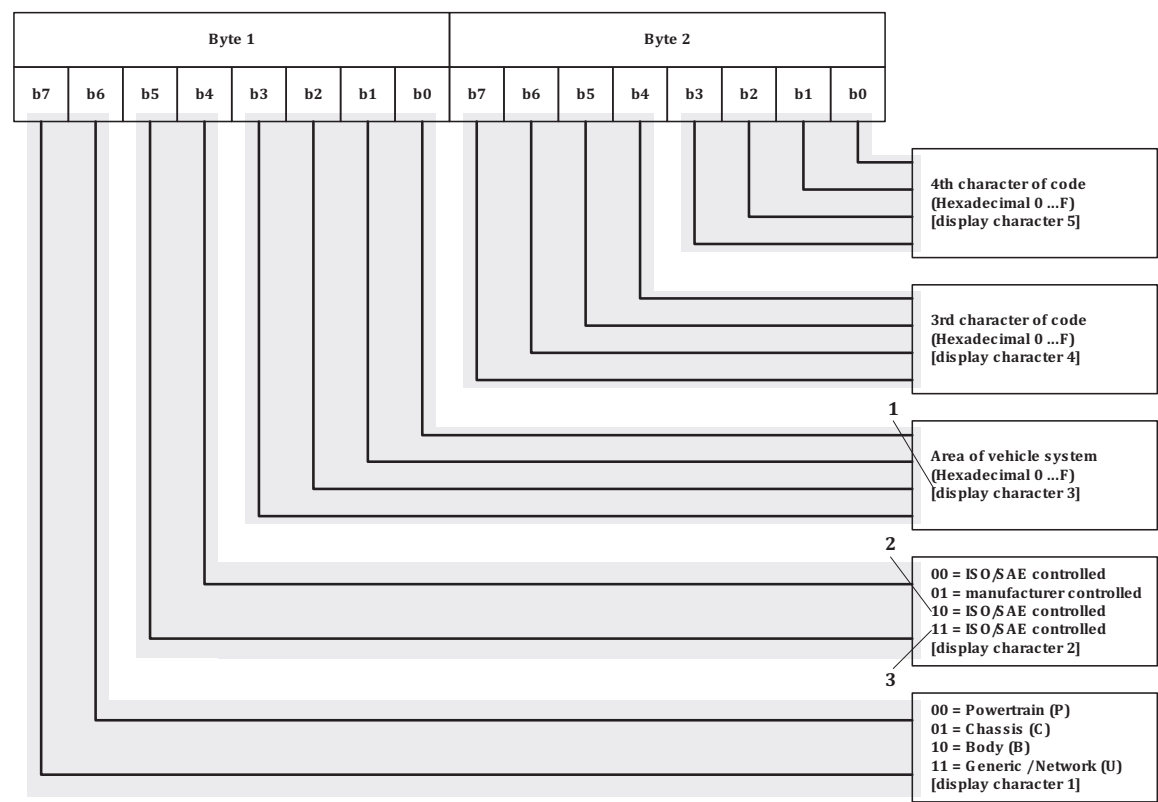 Byte 1 Byte 2
b7 b6 b5 b4 b3 b2 b1 b0 b7 b6 b5 b4 b3 b2 b1 b0
4th character of code
(Hexadecimal 0 ...F)
[display character 5]
3rd character of code
(Hexadecimal 0 ...F)
[display character 4]
1
Area of vehicle system
(Hexadecimal 0 ...F)
[display character 3]
2
00 = ISO/SAE controlled
01 = manufacturer controlled
10 = ISO/SAE controlled
11 = ISO/SAE controlled
[display character 2]
3
00 = Powertrain (P)
01 = Chassis (C)
10 = Body (B)
11 = Generic /Network (U)
[display character 1]